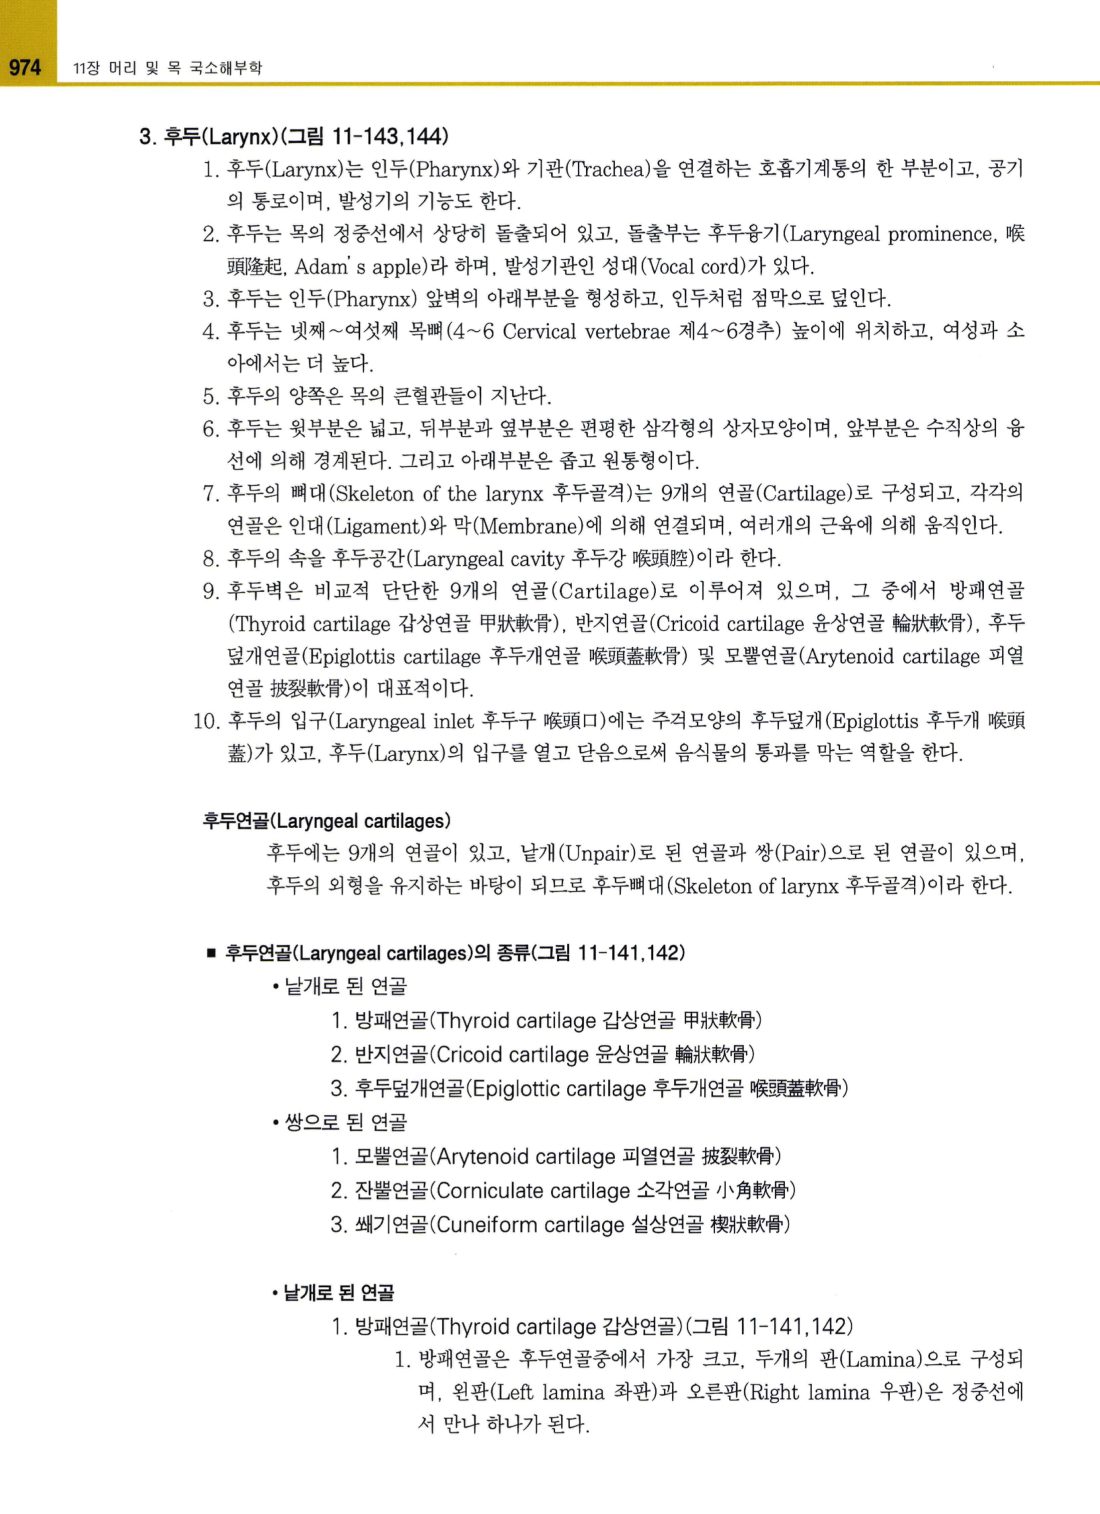 974 11장 머리 및 목 국소해부학
3. 후두(Larynx)(그림 11-143,144)
1. 후두(Larynx)는 인두(Pharynx)와 기관(Trachea)을 연결하는 호흡기계통의 한 부분이고, 공기
의 통로이며, 발성기의 기능도 한다.
2. 후두는 목의 정중선에서 상당히 돌출되어 있고, 돌출부는 후두융기(Laryngeal prominence, 喉
頭隆起, Adam's apple)라 하며, 발성기관인 성대(Vocal cord)가 있다.
3. 후두는 인두(Pharynx) 앞벽의 아래부분을 형성하고, 인두처럼 점막으로 덮인다.
4. 후두는 넷째~여섯째 목뼈(4~6 Cervical vertebrae 제4~6경추) 높이에 위치하고, 여성과 소
아에서는 더 높다.
5. 후두의 양쪽은 목의 큰혈관들이 지난다.
6. 후두는 윗부분은 넓고, 뒤부분과 옆부분은 편평한 삼각형의 상자모양이며, 앞부분은 수직상의 융
선에 의해 경계된다. 그리고 아래부분은 좁고 원통형이다.
7. 후두의 뼈대(Skeleton of the larynx 후두골격)는 9개의 연골(Cartilage)로 구성되고, 각각의
연골은 인대(Ligament)와 막(Membrane)에 의해 연결되며, 여러개의 근육에 의해 움직인다.
8. 후두의 속을 후두공간(Laryngeal cavity 후두강 喉頭腔)이라 한다.
9. 후두벽은 비교적 단단한 9개의 연골(Cartilage)로 이루어져 있으며, 그 중에서 방패연골
(Thyroid cartilage 갑상연골 甲狀軟骨), 반지연골(Cricoid cartilage 윤상연골 輪狀軟骨), 후두
덮개연골(Epiglottis cartilage 후두개연골 喉頭蓋軟骨) 및 모뿔연골(Arytenoid cartilage 피열
연골 披裂軟骨)이 대표적이다.
10. 후두의 입구(Laryngeal inlet 후두구 喉頭口)에는 주걱모양의 후두덮개(Epiglottis 후두개 喉頭
蓋)가 있고, 후두(Larynx)의 입구를 열고 닫음으로써 음식물의 통과를 막는 역할을 한다.
후두연골(Laryngeal cartilages)
후두에는 9개의 연골이 있고, 낱개(Unpair)로 된 연골과 쌍(Pair)으로 된 연골이 있으며,
후두의 외형을 유지하는 바탕이 되므로 후두뼈대(Skeleton of larynx 후두골격)이라 한다.
■ 후두연골(Laryngeal cartilages)의 종류(그림 11-141,142)
• 낱개로 된 연골
1. 방패연골(Thyroid cartilage 갑상연골 甲狀軟骨)
2. 반지연골(Cricoid cartilage 윤상연골 輪狀軟骨)
3. 후두덮개연골(Epiglottic cartilage 후두개연골 喉頭蓋軟骨)
• 쌍으로 된 연골
1. 모뿔연골(Arytenoid cartilage 피열연골 披裂軟骨)
2. 잔뿔연골(Corniculate cartilage 소각연골 小角軟骨)
3. 쐐기연골(Cuneiform cartilage 설상연골 楔狀軟骨)
• 낱개로 된 연골
1. 방패연골(Thyroid cartilage 갑상연골)(그림 11-141,142)
1. 방패연골은 후두연골중에서 가장 크고, 두개의 판(Lamina)으로 구성되
며, 왼판(Left lamina 좌판)과 오른판(Right lamina 우판)은 정중선에
서 만나 하나가 된다.